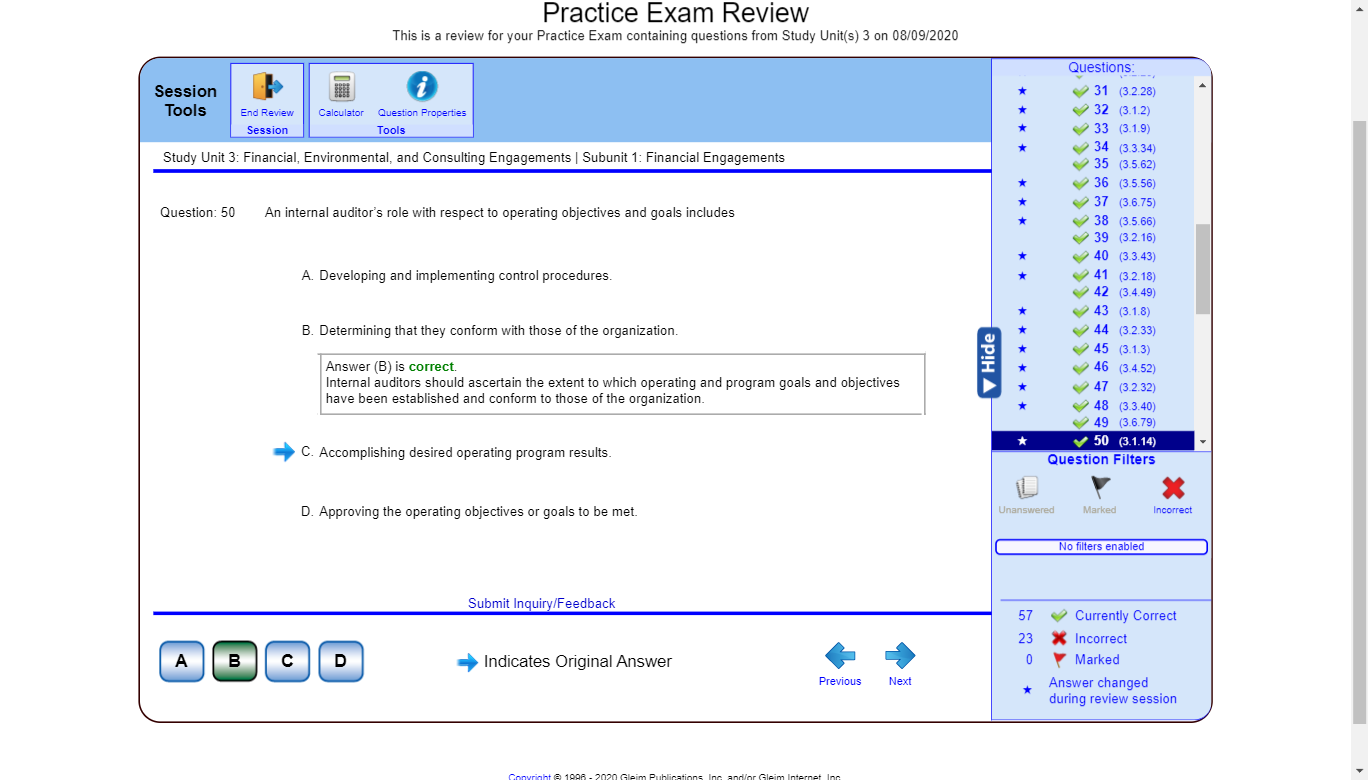 Practice Exam Review
This is a review for your Practice Exam containing questions from Study Unit(s) 3 on 08/09/2020
Session
Tools
End Review
Session
Calculator
Question Properties
Tools
Study Unit 3: Financial, Environmental, and Consulting Engagements | Subunit 1: Financial Engagements
Question: 50 An internal auditor's role with respect to operating objectives and goals includes
A. Developing and implementing control procedures.
B. Determining that they conform with those of the organization.
Answer (B) is correct.
Internal auditors should ascertain the extent to which operating and program goals and objectives
have been established and conform to those of the organization.
C. Accomplishing desired operating program results.
D. Approving the operating objectives or goals to be met.
Submit Inquiry/Feedback
A B C D
Indicates Original Answer
Previous
Next
Hide
Questions:
★ 31 (3.2.28)
★ 32 (3.1.2)
★ 33 (3.1.9)
★ 34 (3.3.34)
35 (3.5.62)
★ 36 (3.5.56)
★ 37 (3.6.75)
★ 38 (3.5.66)
39 (3.2.16)
★ 40 (3.3.43)
★ 41 (3.2.18)
42 (3.4.49)
★ 43 (3.1.8)
★ 44 (3.2.33)
★ 45 (3.1.3)
★ 46 (3.4.52)
★ 47 (3.2.32)
★ 48 (3.3.40)
49 (3.6.79)
★ 50 (3.1.14)
Question Filters
Unanswered
Marked
Incorrect
No filters enabled
57 Currently Correct
23 Incorrect
0 Marked
★ Answer changed
during review session
Copyright © 1996 - 2020 Gleim Publications, Inc. and/or Gleim Internet, Inc.